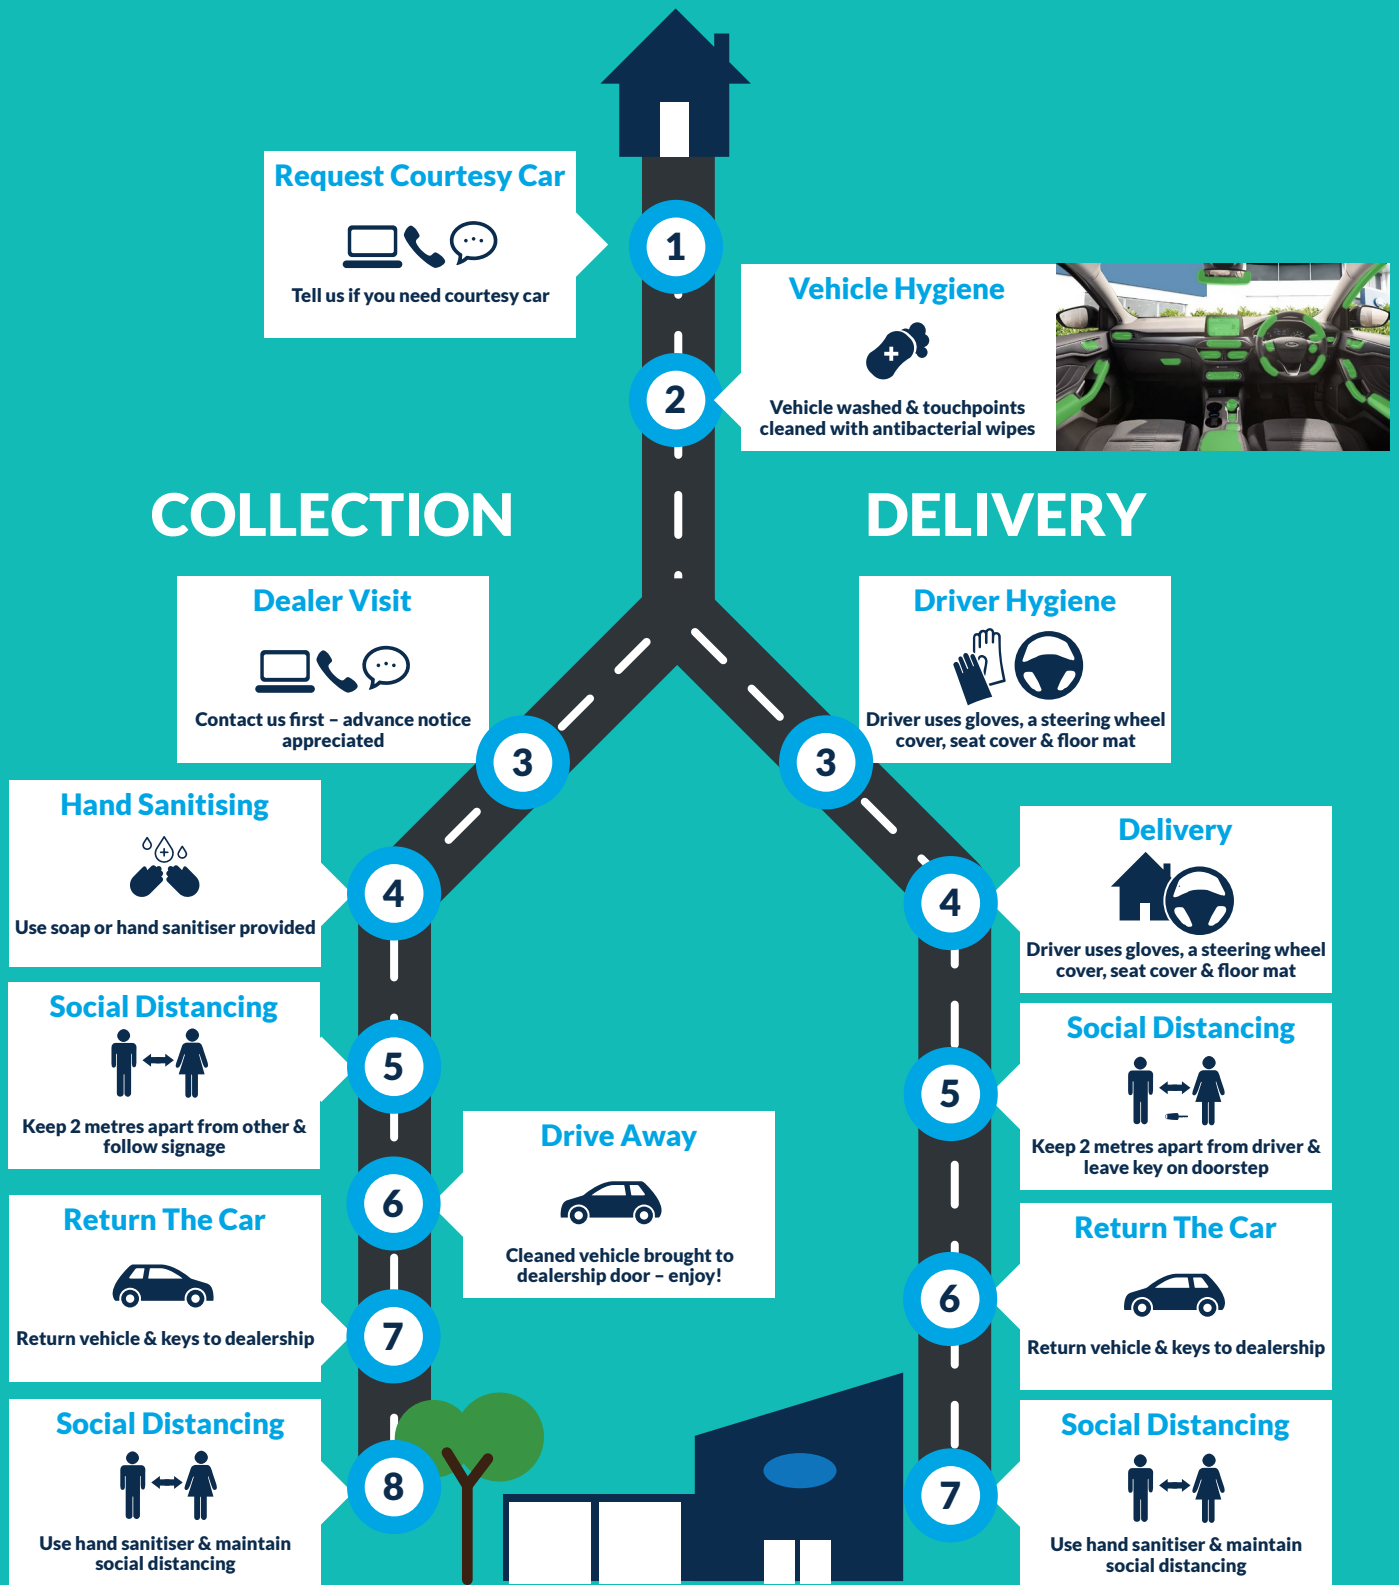 Request Courtesy Car
Tell us if you need courtesy car
1
Vehicle Hygiene
Vehicle washed & touchpoints
cleaned with antibacterial wipes
2
COLLECTION
DELIVERY
Dealer Visit
Contact us first – advance notice
appreciated
3
Hand Sanitising
Use soap or hand sanitiser provided
4
Social Distancing
Keep 2 metres apart from other &
follow signage
5
Drive Away
Cleaned vehicle brought to
dealership door – enjoy!
6
Return The Car
Return vehicle & keys to dealership
7
Social Distancing
Use hand sanitiser & maintain
social distancing
8
Driver Hygiene
Driver uses gloves, a steering wheel
cover, seat cover & floor mat
3
Delivery
Driver uses gloves, a steering wheel
cover, seat cover & floor mat
4
Social Distancing
Keep 2 metres apart from driver &
leave key on doorstep
5
Return The Car
Return vehicle & keys to dealership
6
Social Distancing
Use hand sanitiser & maintain
social distancing
7